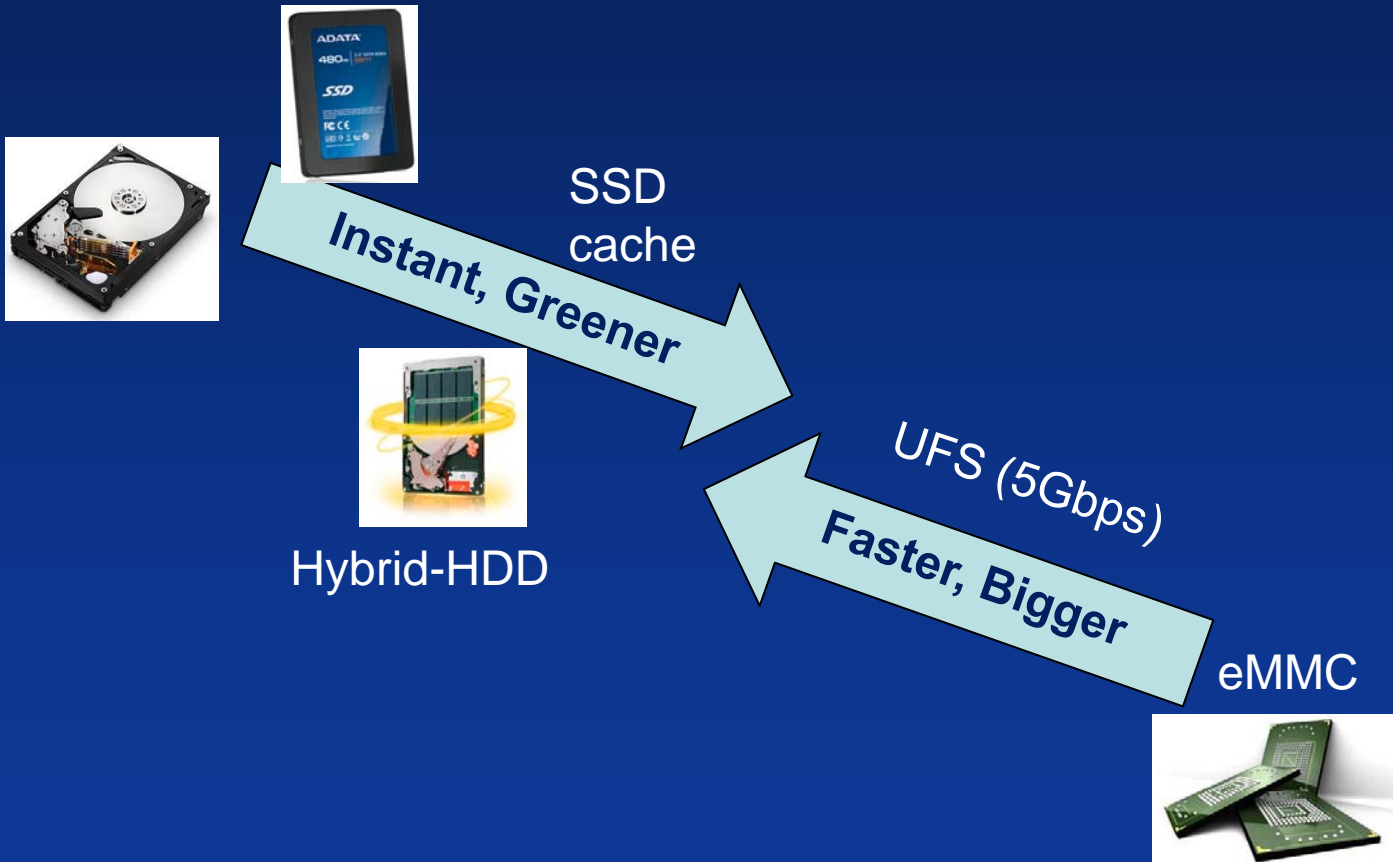 ADATA
480
SSD
SSD
cache
Instant, Greener
Hybrid-HDD
UFS (5Gbps)
Faster, Bigger
eMMC